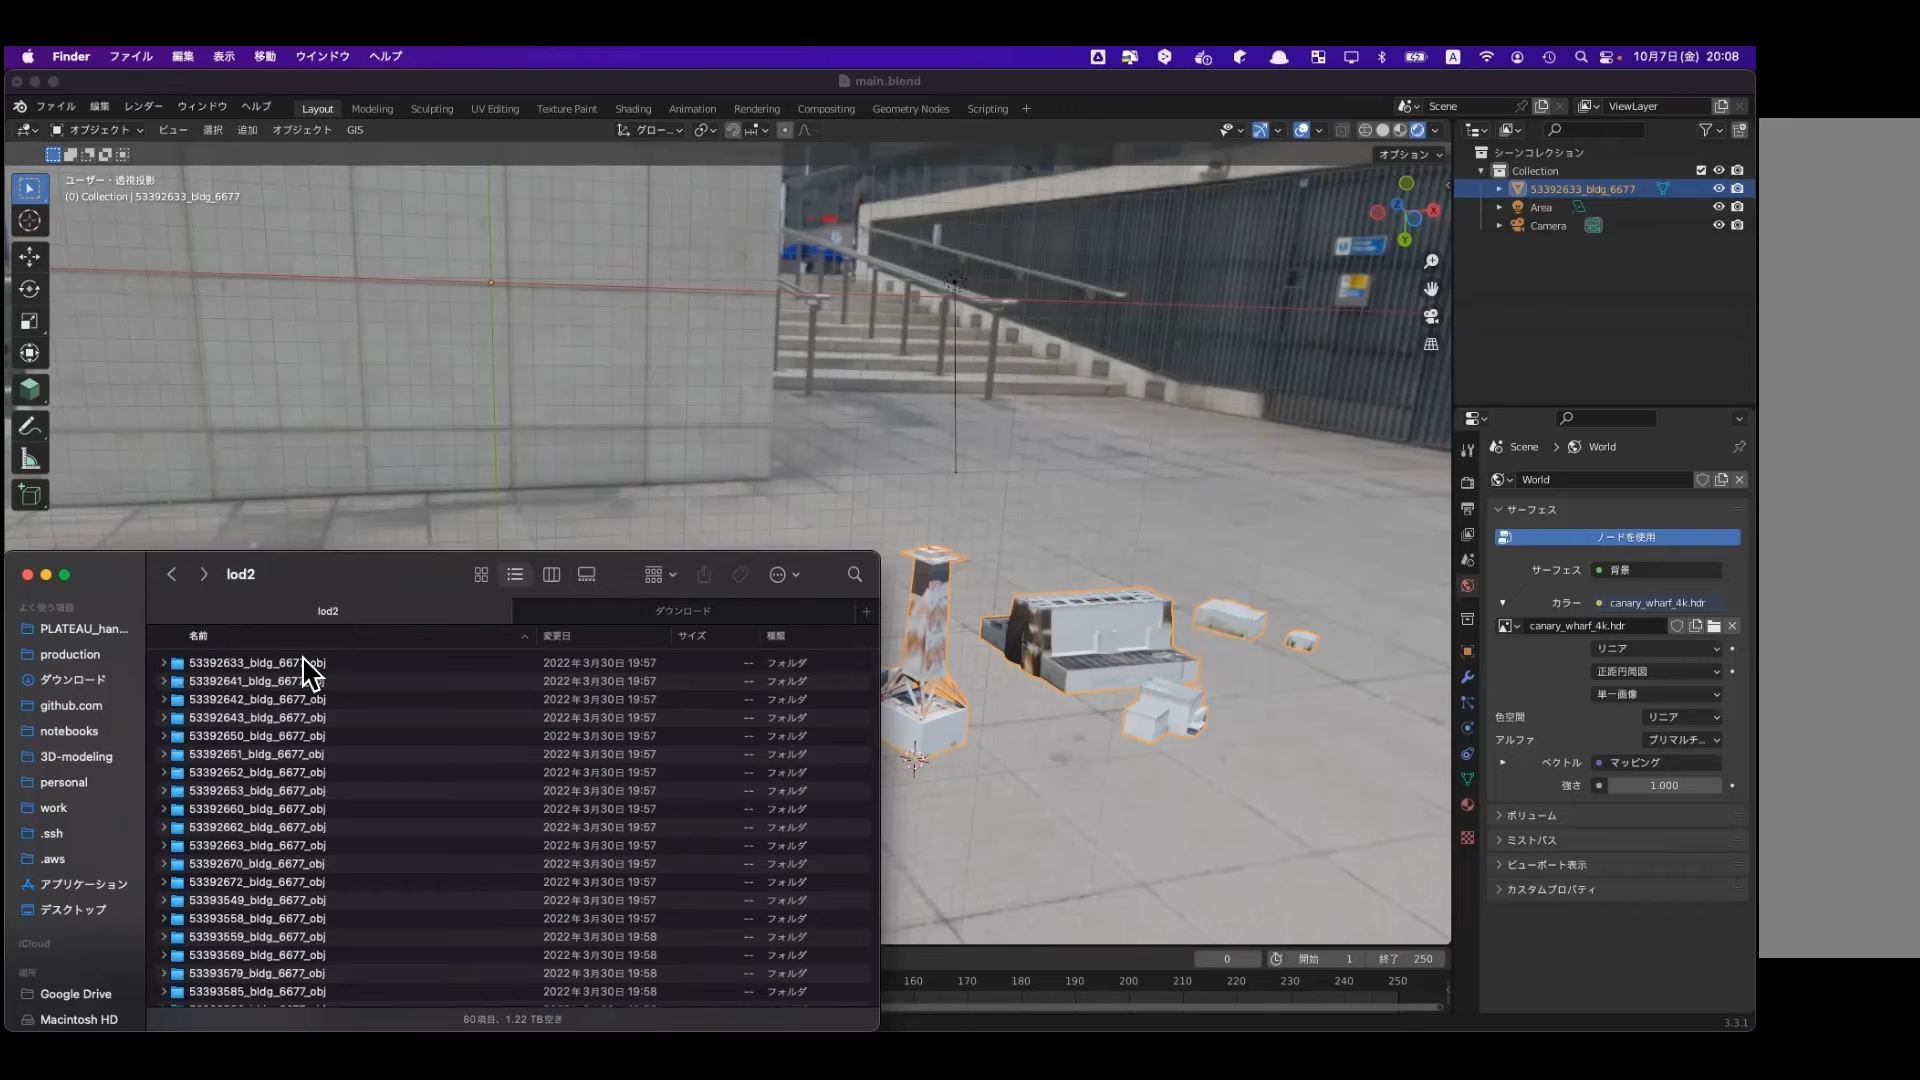 Finder ファイル 編集 表示 移動 ウインドウ ヘルプ A 10月7日(金) 20:08
main.blend
ファイル 編集 レンダー ウィンドウ ヘルプ Layout Modeling Sculpting UV Editing Texture Paint Shading Animation Rendering Compositing Geometry Nodes Scripting + Scene ViewLayer
オブジェクト ビュー 選択 追加 オブジェクト GIS グロー...
オプション
ユーザー・透視投影
(0) Collection | 53392633_bldg_6677
X
Y
Z
シーンコレクション
Collection
53392633_bldg_6677
Area
Camera
Scene > World
World
サーフェス
ノードを使用
サーフェス 背景
カラー canary_wharf_4k.hdr
canary_wharf_4k.hdr
リニア
正距円筒図
単一画像
色空間 リニア
アルファ プリマルチ...
ベクトル マッピング
強さ 1.000
ボリューム
ミストパス
ビューポート表示
カスタムプロパティ
lod2
lod2 ダウンロード +
名前 変更日 サイズ 種類
よく使う項目
PLATEAU_han...
production
ダウンロード
github.com
notebooks
3D-modeling
personal
work
.ssh
.aws
アプリケーション
デスクトップ
iCloud
場所
Google Drive
Macintosh HD
2022年3月30日 19:57 -- フォルダ
2022年3月30日 19:57 -- フォルダ
53392642_bldg_6677_obj 2022年3月30日 19:57 -- フォルダ
53392643_bldg_6677_obj 2022年3月30日 19:57 -- フォルダ
53392650_bldg_6677_obj 2022年3月30日 19:57 -- フォルダ
53392651_bldg_6677_obj 2022年3月30日 19:57 -- フォルダ
53392652_bldg_6677_obj 2022年3月30日 19:57 -- フォルダ
53392653_bldg_6677_obj 2022年3月30日 19:57 -- フォルダ
53392660_bldg_6677_obj 2022年3月30日 19:57 -- フォルダ
53392662_bldg_6677_obj 2022年3月30日 19:57 -- フォルダ
53392663_bldg_6677_obj 2022年3月30日 19:57 -- フォルダ
53392670_bldg_6677_obj 2022年3月30日 19:57 -- フォルダ
53392672_bldg_6677_obj 2022年3月30日 19:57 -- フォルダ
53393549_bldg_6677_obj 2022年3月30日 19:57 -- フォルダ
53393558_bldg_6677_obj 2022年3月30日 19:57 -- フォルダ
53393559_bldg_6677_obj 2022年3月30日 19:58 -- フォルダ
53393569_bldg_6677_obj 2022年3月30日 19:58 -- フォルダ
53393579_bldg_6677_obj 2022年3月30日 19:58 -- フォルダ
53393585_bldg_6677_obj 2022年3月30日 19:58 -- フォルダ
80項目、1.22 TB空き
0 開始 1 終了 250
160 170 180 190 200 210 220 230 240 250
3.3.1